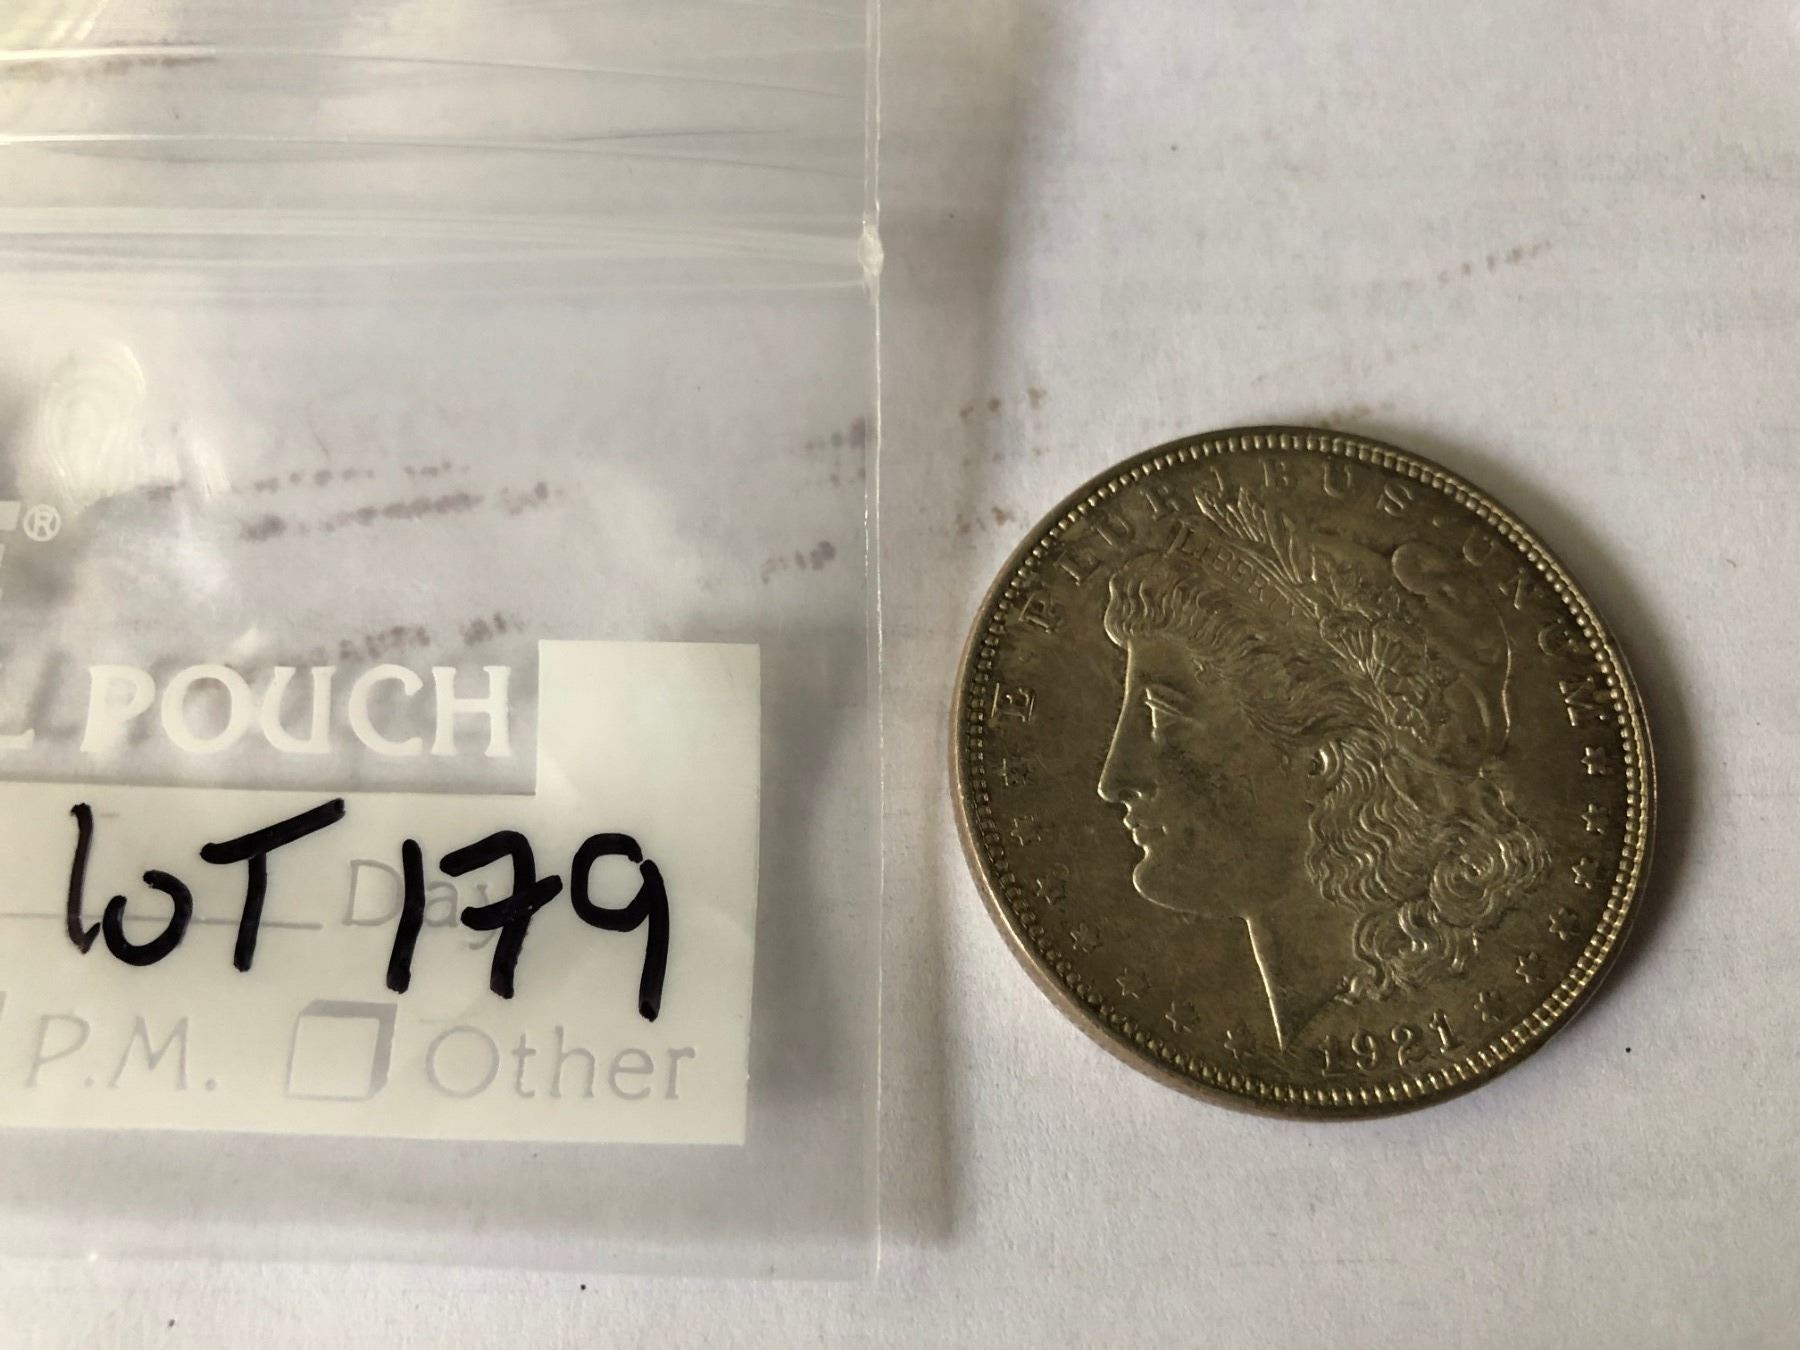 ®
POUCH
LOT 179
Day
P.M. Other
E · PLURIBUS · UNUM
LIBERTY
1921